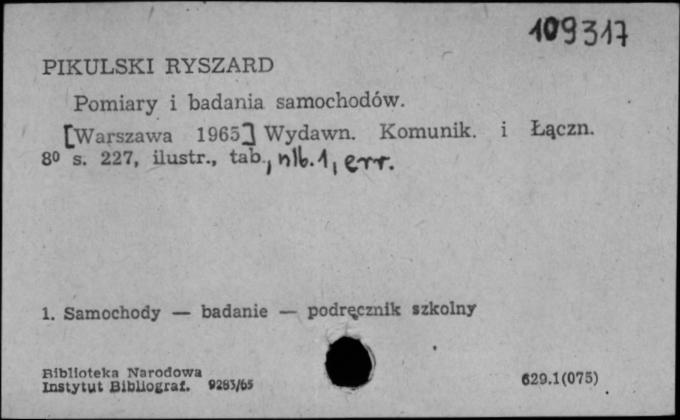 109317
PIKULSKI RYSZARD
Pomiary i badania samochodów.
[Warszawa 1965] Wydawn. Komunik. i Łączn.
8⁰ s. 227, ilustr., tab., nlb. 1, err.
1. Samochody — badanie — podręcznik szkolny
Biblioteka Narodowa
Instytut Bibliograf. 9283/65
629.1(075)